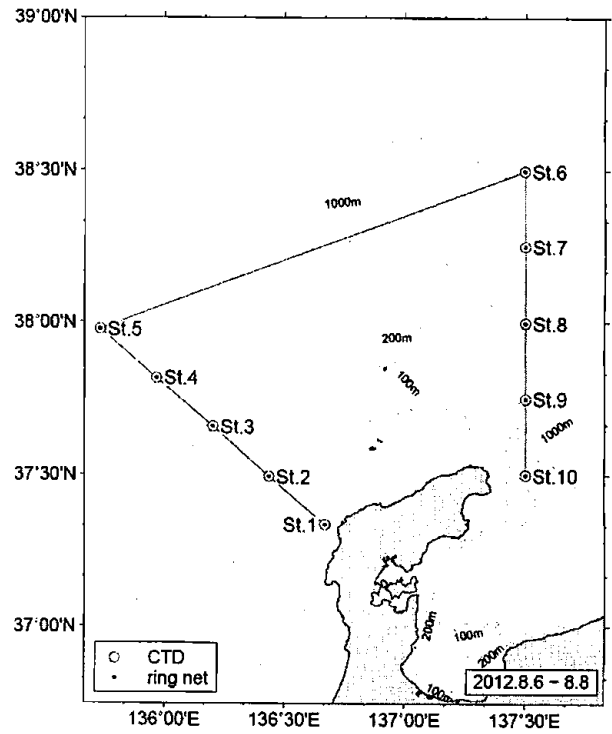 39°00'N
38°30'N
38°00'N
37°30'N
37°00'N
St.6
1000m
St.7
St.5
St.8
200m
St.4
100m
St.9
St.3
1000m
St.2
St.10
St.1
200m
100m
200m
100m
CTD
ring net
2012.8.6 - 8.8
136°00'E
136°30'E
137°00'E
137°30'E